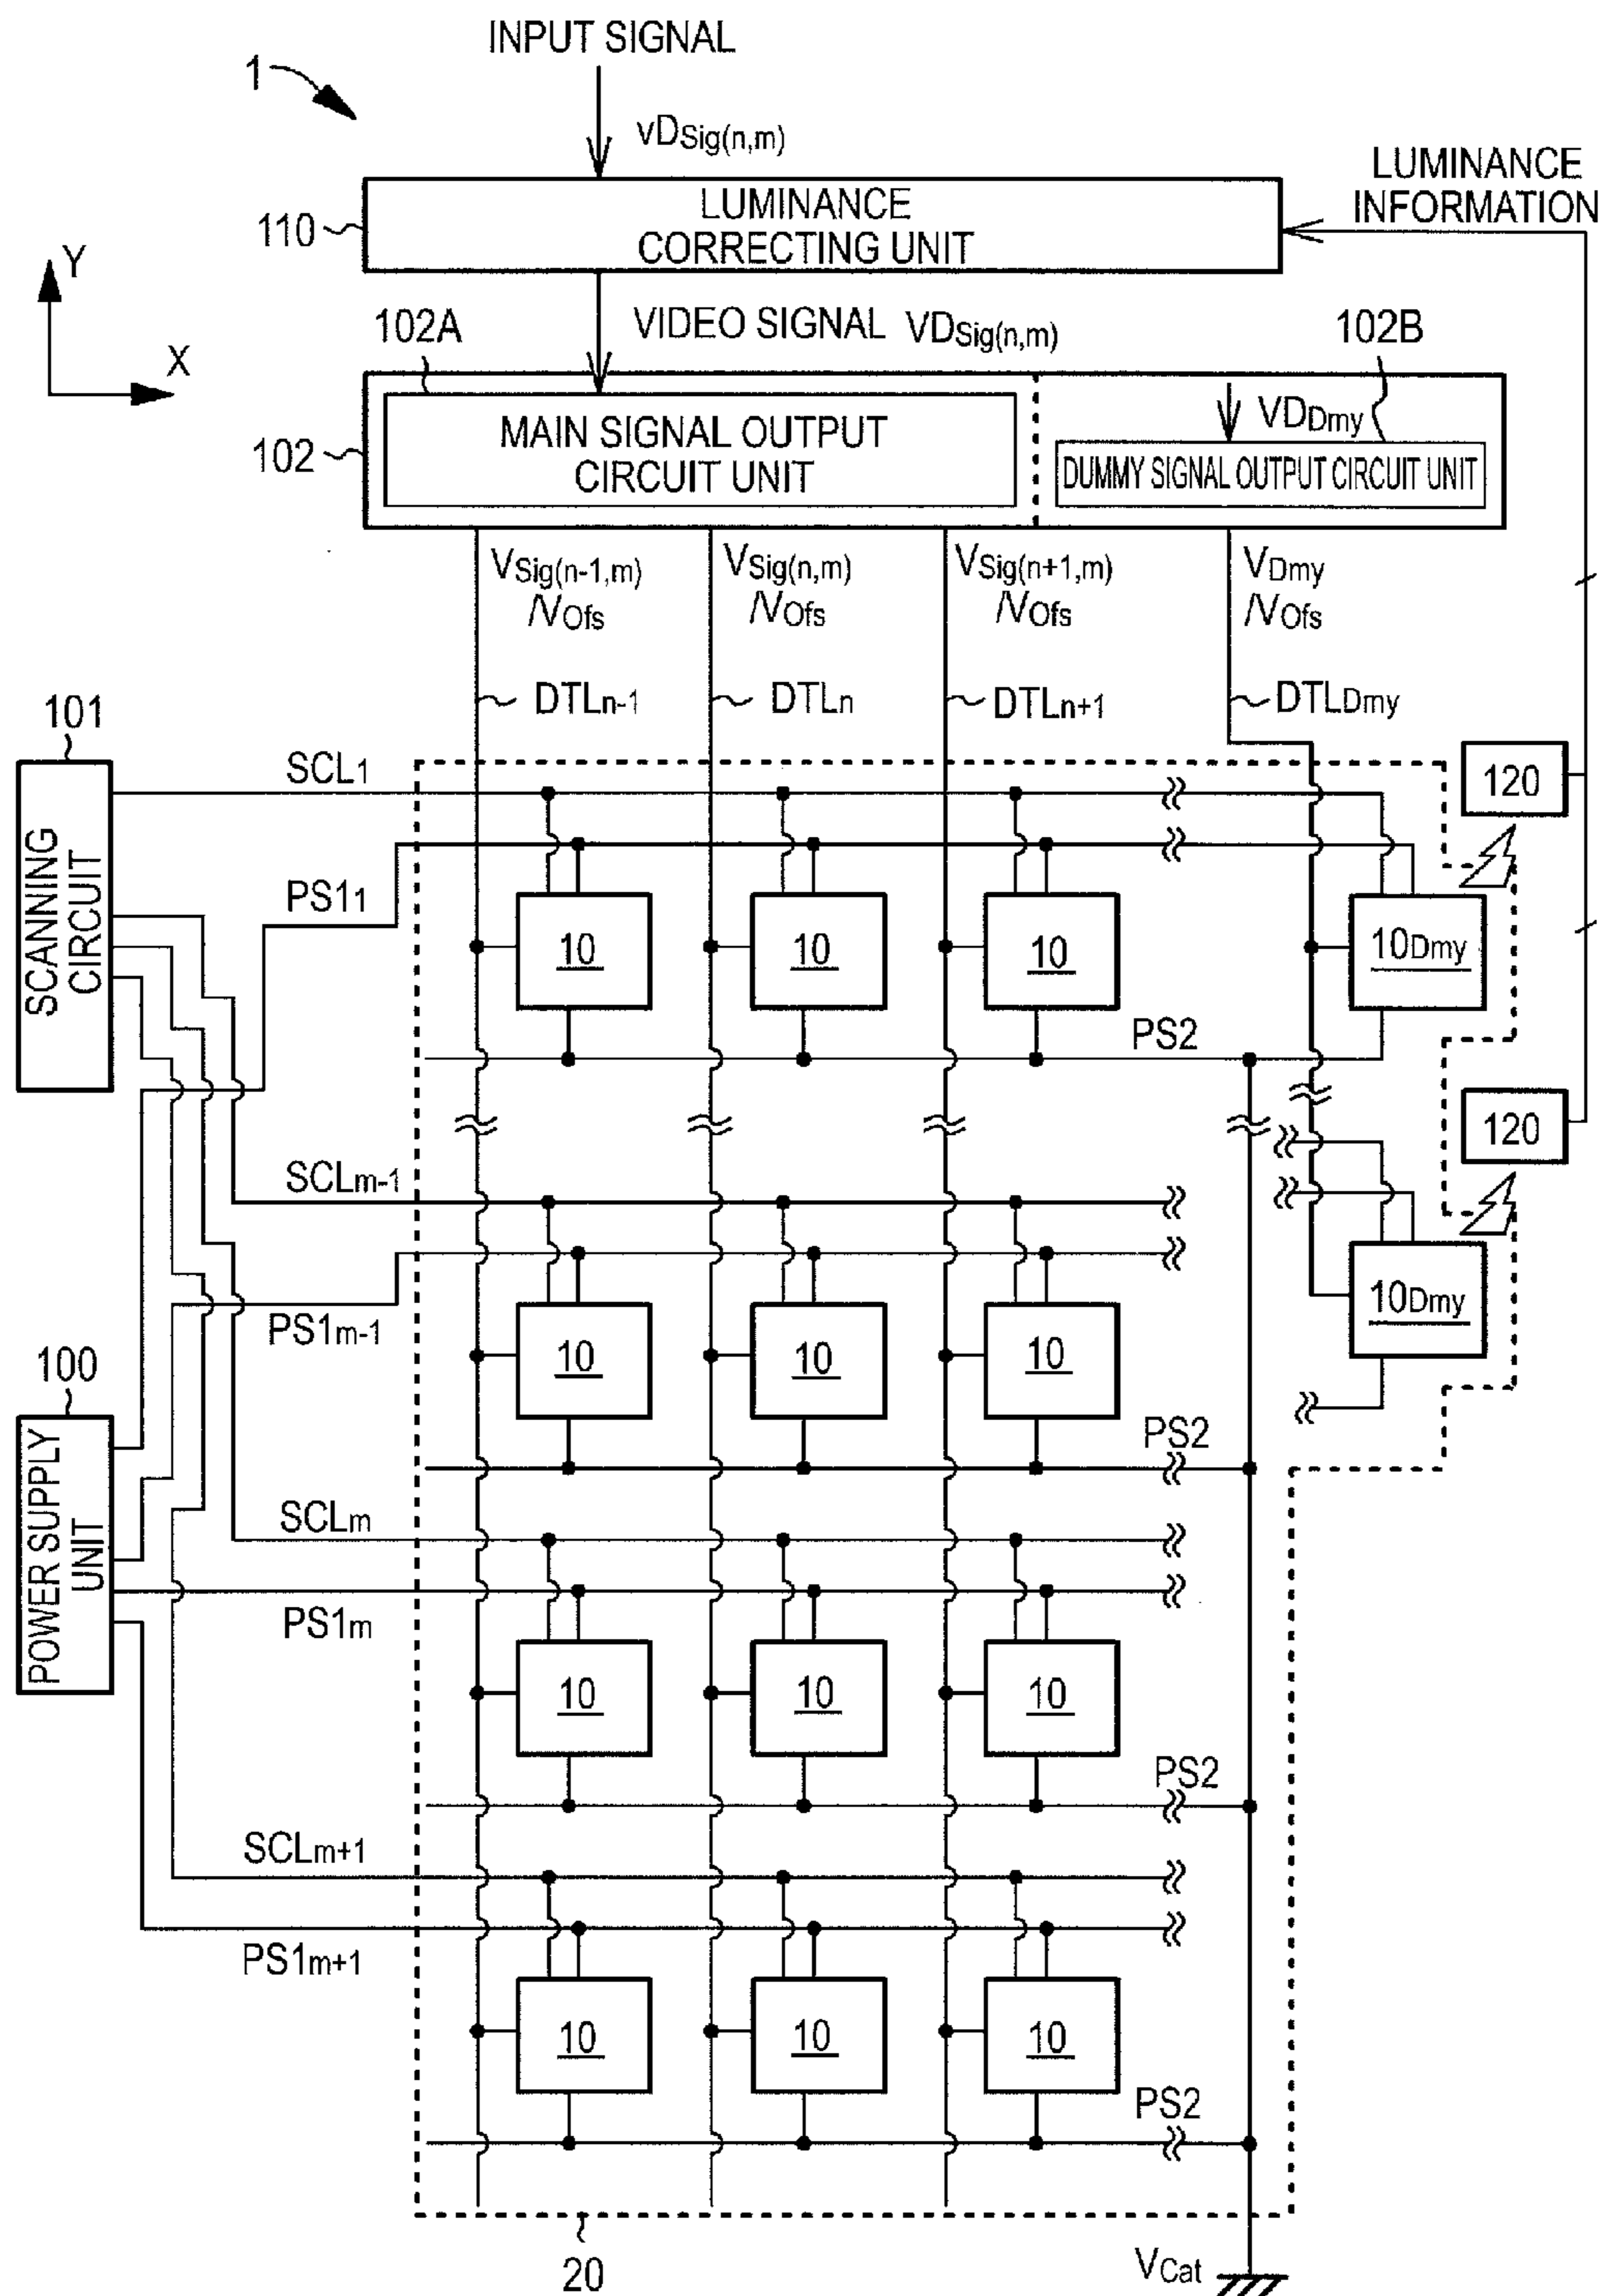 INPUT SIGNAL
1
vDSig(n,m)
LUMINANCE
INFORMATION
110
LUMINANCE
CORRECTING UNIT
Y
X
102A
VIDEO SIGNAL VDSig(n,m)
102B
102
MAIN SIGNAL OUTPUT
CIRCUIT UNIT
VDDmy
DUMMY SIGNAL OUTPUT CIRCUIT UNIT
VSig(n-1,m)
/VOfs
VSig(n,m)
/VOfs
VSig(n+1,m)
/VOfs
VDmy
/VOfs
DTLn-1
DTLn
DTLn+1
DTLDmy
101
SCANNING
CIRCUIT
SCL1
120
PS11
10
10
10
10Dmy
PS2
120
SCLm-1
PS1m-1
10
10
10
10Dmy
100
POWER SUPPLY
UNIT
PS2
SCLm
PS1m
10
10
10
PS2
SCLm+1
PS1m+1
10
10
10
PS2
20
VCat